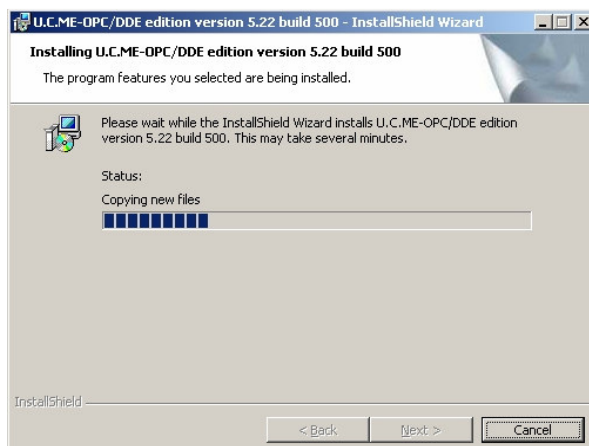 U.C.ME-OPC/DDE edition version 5.22 build 500 - InstallShield Wizard
Installing U.C.ME-OPC/DDE edition version 5.22 build 500
The program features you selected are being installed.
Please wait while the InstallShield Wizard installs U.C.ME-OPC/DDE edition
version 5.22 build 500. This may take several minutes.
Status:
Copying new files
InstallShield
< Back
Next >
Cancel